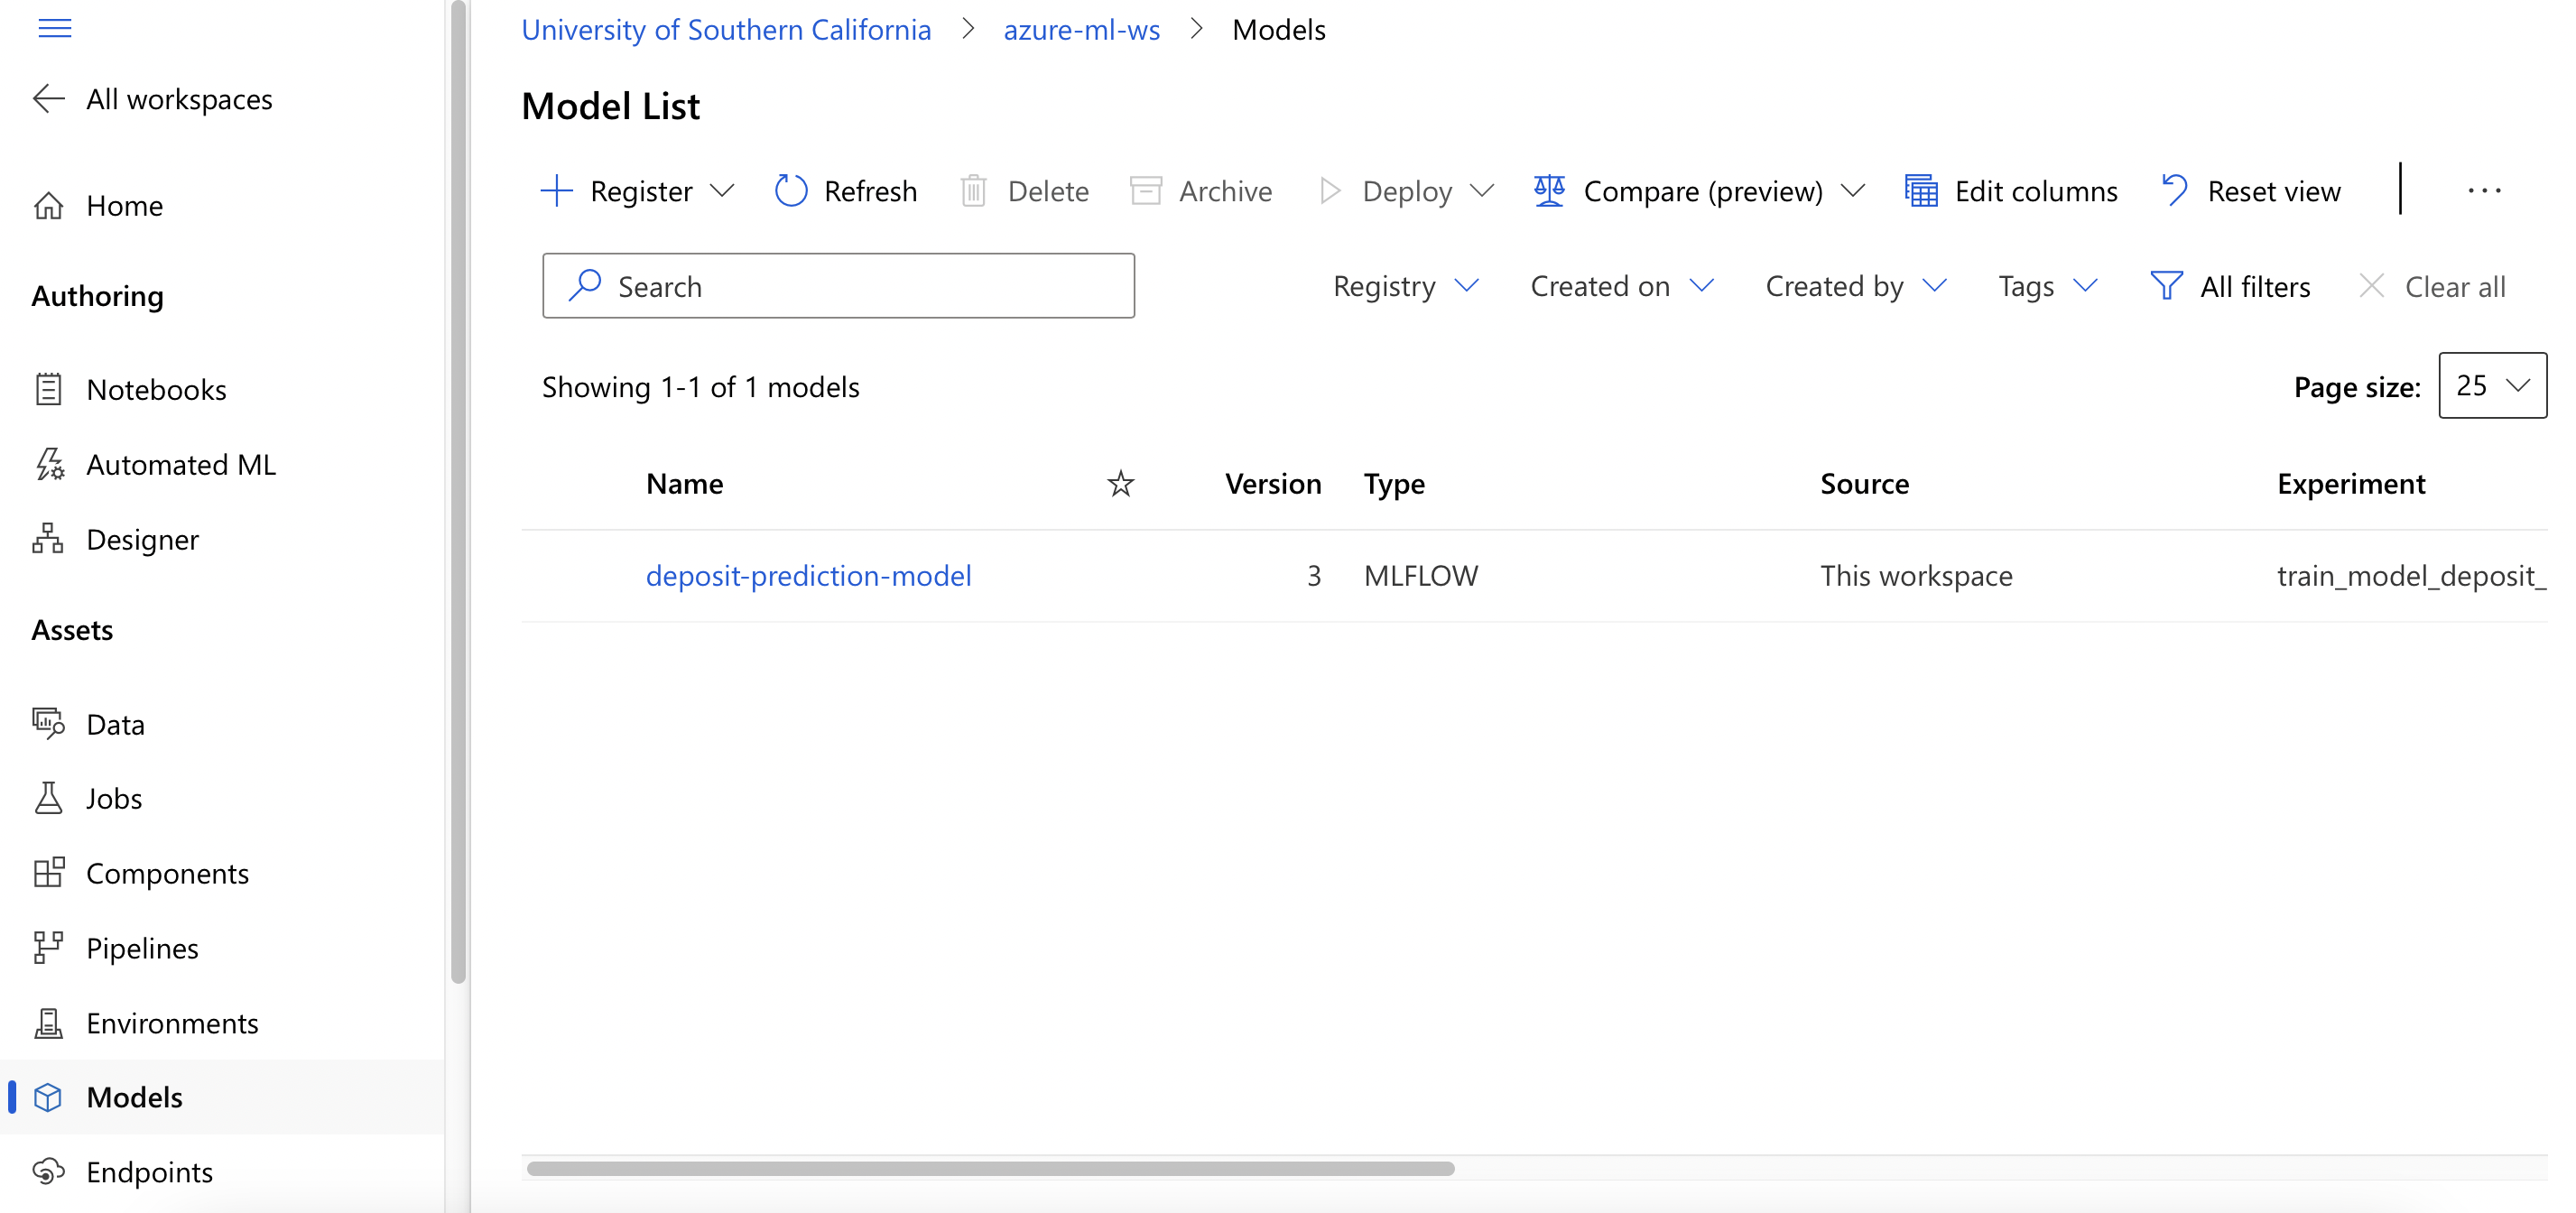 University of Southern California > azure-ml-ws > Models
All workspaces
Home
Authoring
Notebooks
Automated ML
Designer
Assets
Data
Jobs
Components
Pipelines
Environments
Models
Endpoints
Model List
Register Refresh Delete Archive Deploy Compare (preview) Edit columns Reset view ...
Search Registry Created on Created by Tags All filters Clear all
Showing 1-1 of 1 models Page size: 25
Name Version Type Source Experiment
deposit-prediction-model 3 MLFLOW This workspace train_model_deposit_